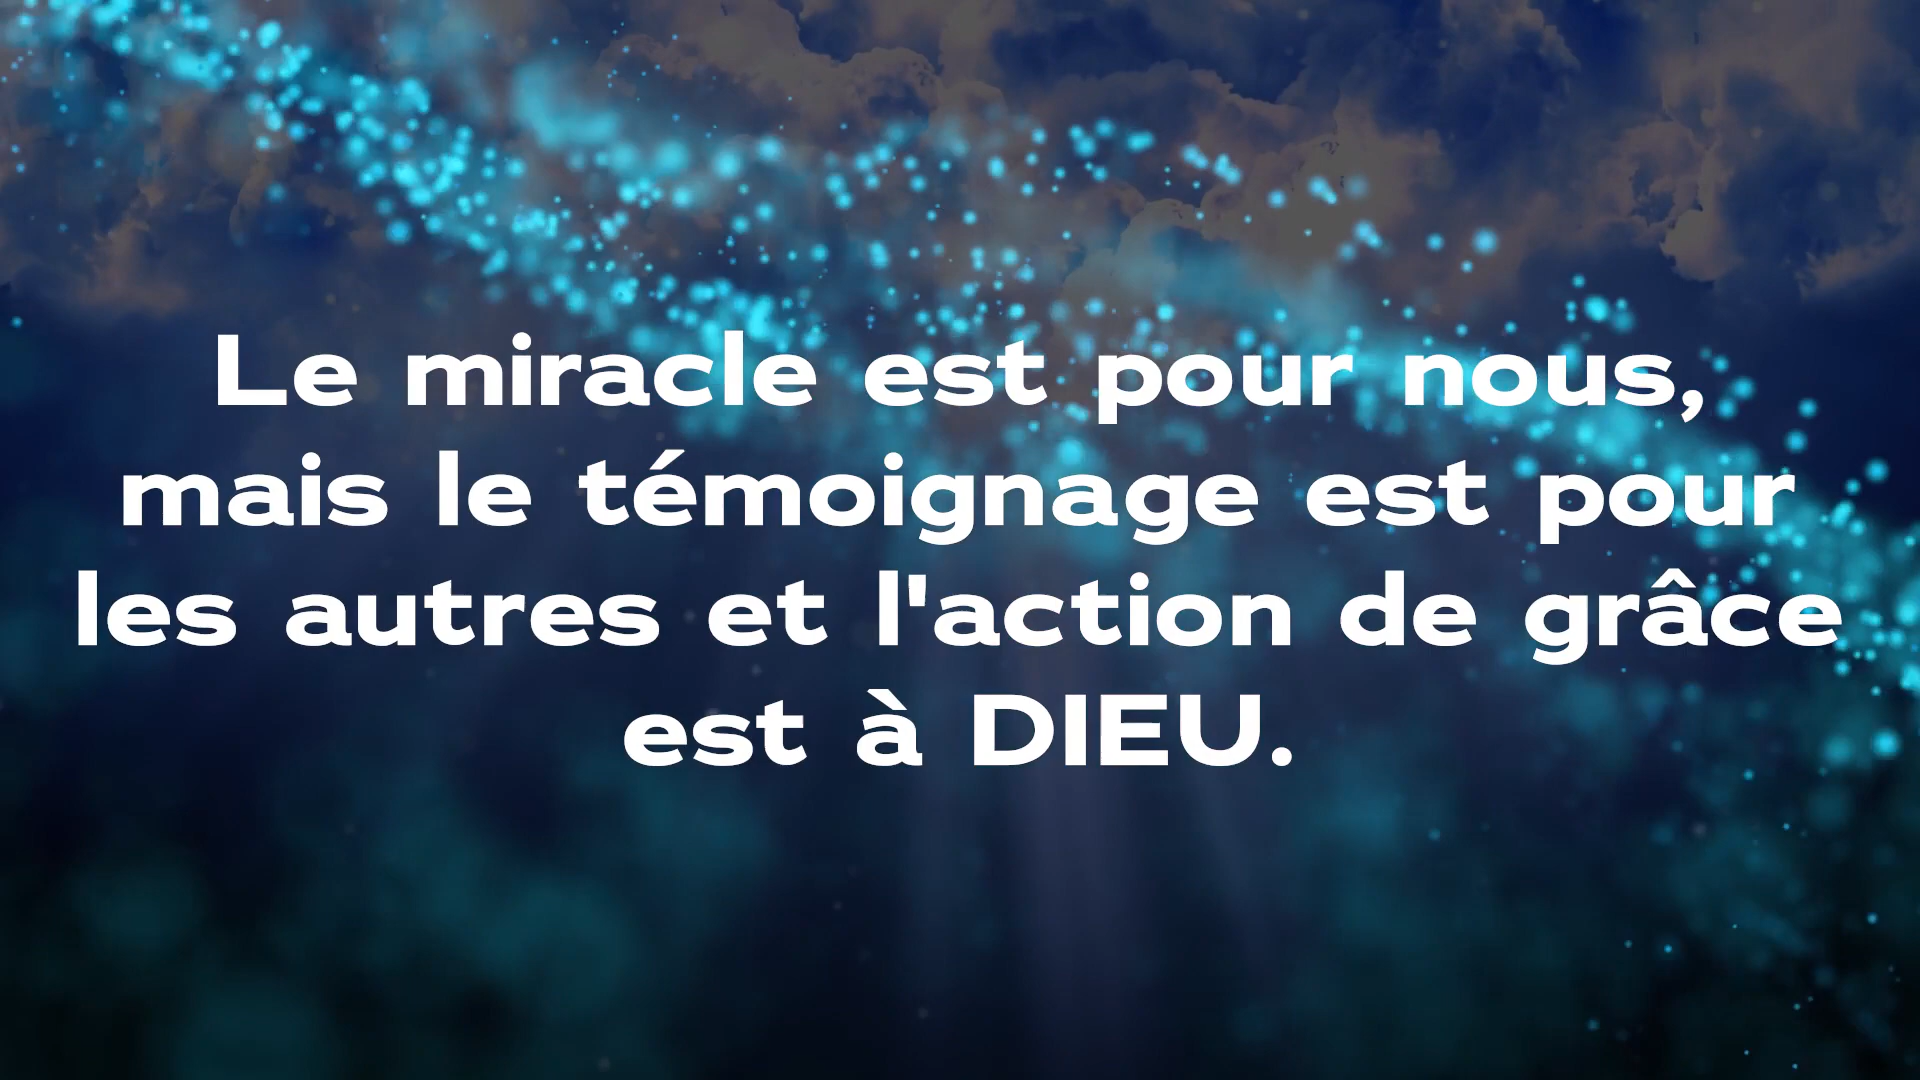 Le miracle est pour nous,
mais le témoignage est pour
les autres et l'action de grâce
est à DIEU.